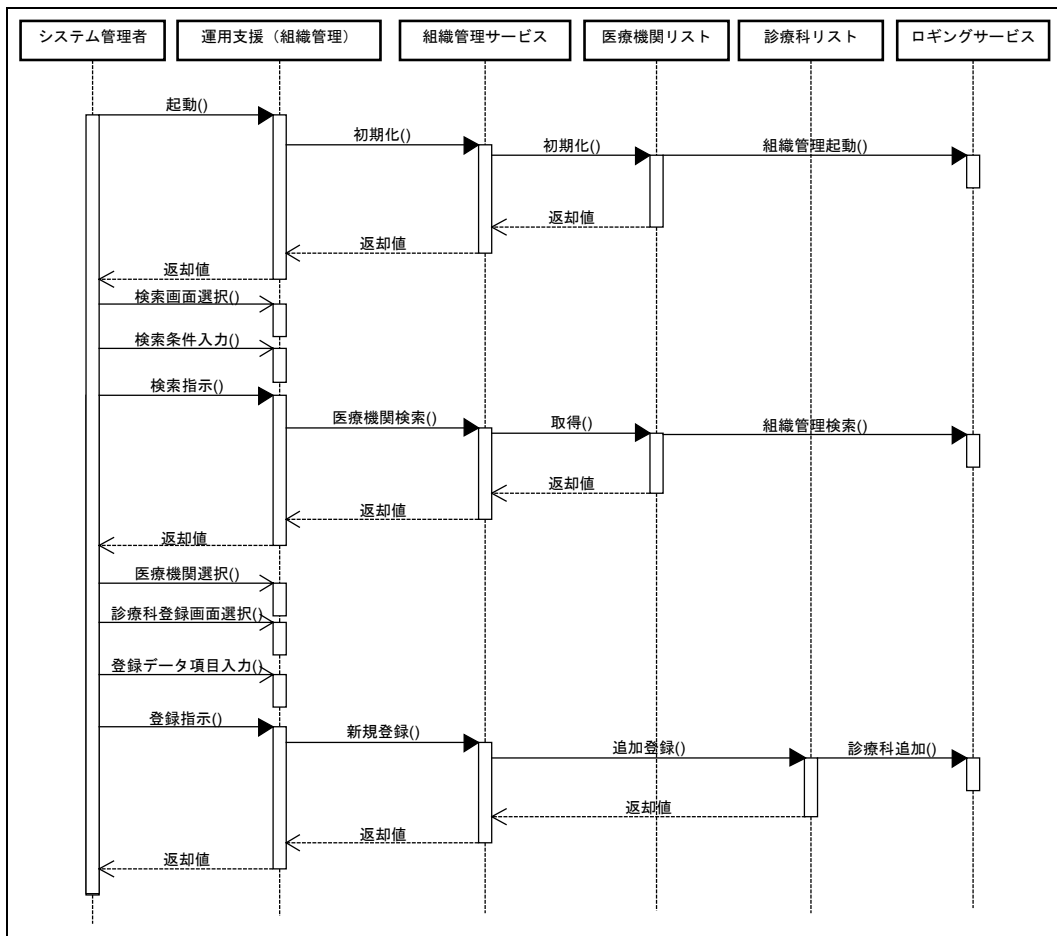 システム管理者
運用支援（組織管理）
組織管理サービス
医療機関リスト
診療科リスト
ロギングサービス
起動()
初期化()
初期化()
組織管理起動()
返却値
返却値
返却値
検索画面選択()
検索条件入力()
検索指示()
医療機関検索()
取得()
組織管理検索()
返却値
返却値
返却値
医療機関選択()
診療科登録画面選択()
登録データ項目入力()
登録指示()
新規登録()
追加登録()
診療科追加()
返却値
返却値
返却値